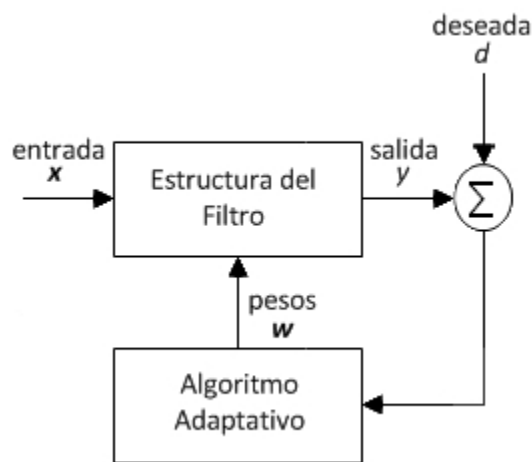 deseada
d
entrada
x
Estructura del
Filtro
salida
y
Σ
pesos
w
Algoritmo
Adaptativo